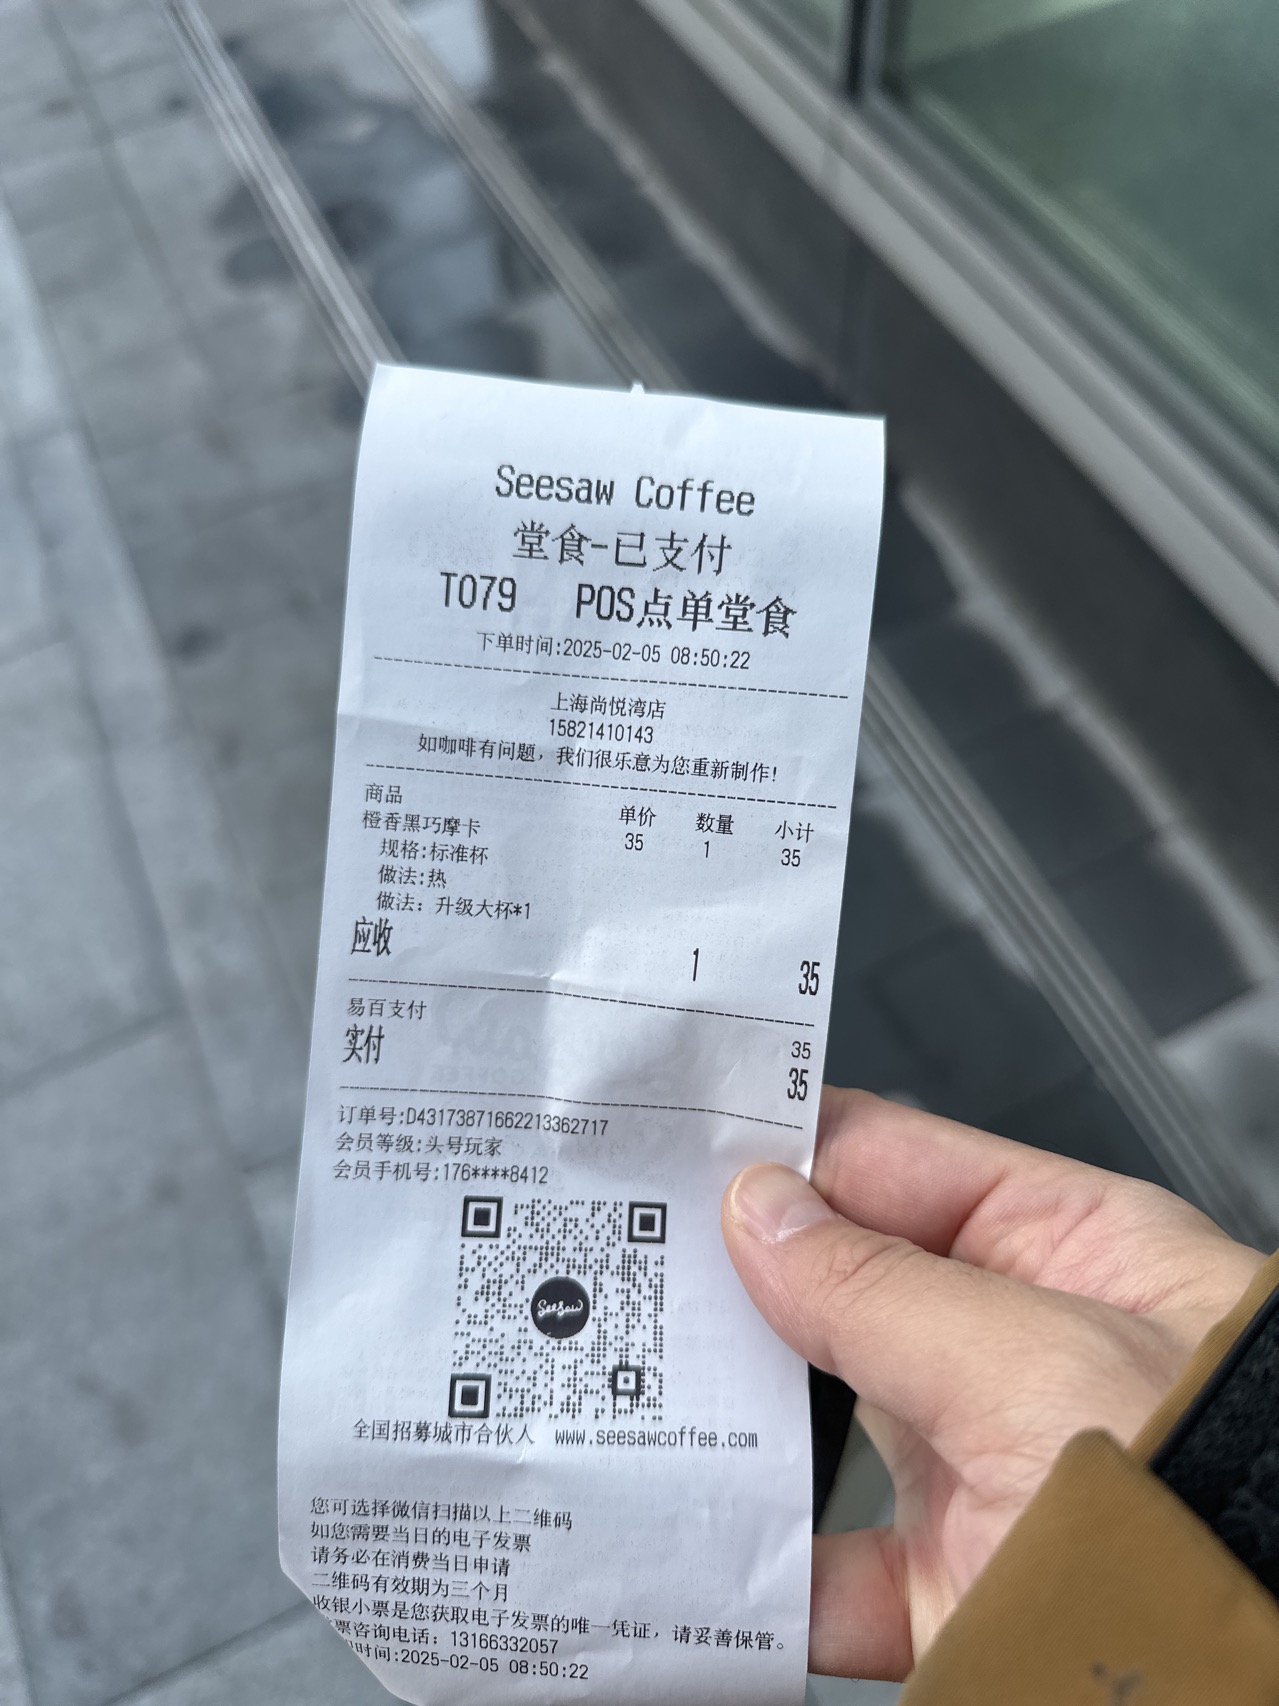 Seesaw Coffee
堂食-已支付
T079 POS点单堂食
下单时间:2025-02-05 08:50:22
上海尚悦湾店
15821410143
如咖啡有问题，我们很乐意为您重新制作!
商品 单价 数量 小计
橙香黑巧摩卡 35 1 35
规格:标准杯
做法:热
做法: 升级大杯*1
应收 1 35
易百支付 35
实付 35
订单号:D43173871662213362717
会员等级:头号玩家
会员手机号:176****8412
Seesaw
全国招募城市合伙人 www.seesawcoffee.com
您可选择微信扫描以上二维码
如您需要当日的电子发票
请务必在消费当日申请
二维码有效期为三个月
收银小票是您获取电子发票的唯一凭证，请妥善保管。
票咨询电话: 13166332057
时间:2025-02-05 08:50:22